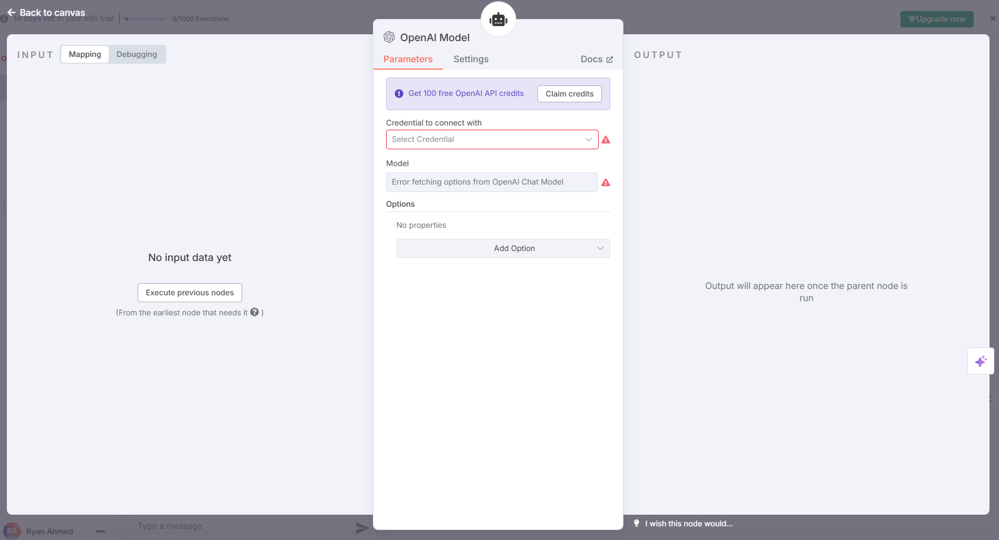 Back to canvas
14 days left in your n8n trial
0/1000 Executions
Upgrade now
INPUT
Mapping
Debugging
OpenAI Model
Parameters
Settings
Docs
OUTPUT
Get 100 free OpenAI API credits
Claim credits
Credential to connect with
Select Credential
Model
Error fetching options from OpenAI Chat Model
Options
No properties
Add Option
No input data yet
Execute previous nodes
(From the earliest node that needs it ? )
Output will appear here once the parent node is
run
RA
Ryan Ahmed
Type a message
I wish this node would...